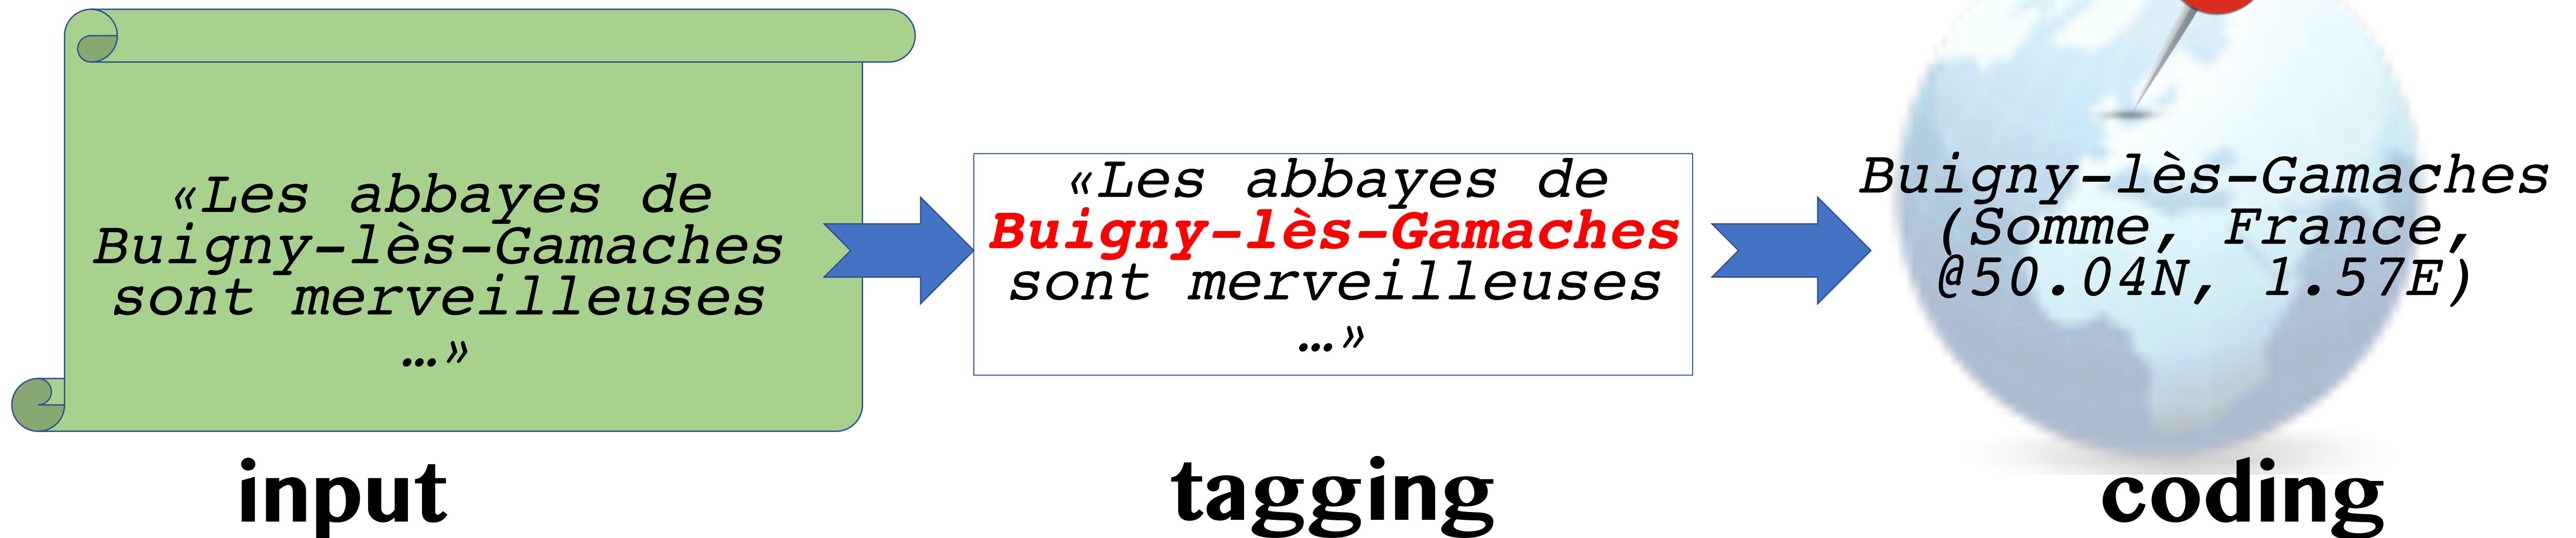 «Les abbayes de
Buigny-lès-Gamaches
sont merveilleuses
…»
input
«Les abbayes de
Buigny-lès-Gamaches
sont merveilleuses
…»
tagging
Buigny-lès-Gamaches
(Somme, France,
@50.04N, 1.57E)
coding